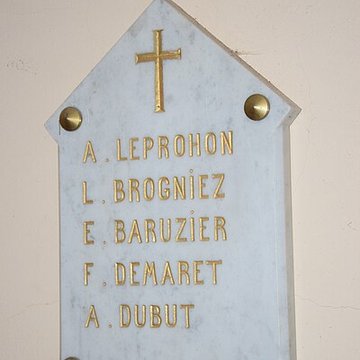 A. LEPROHON
L. BROGNIEZ
E. BARUZIER
F. DEMARET
A. DUBUT